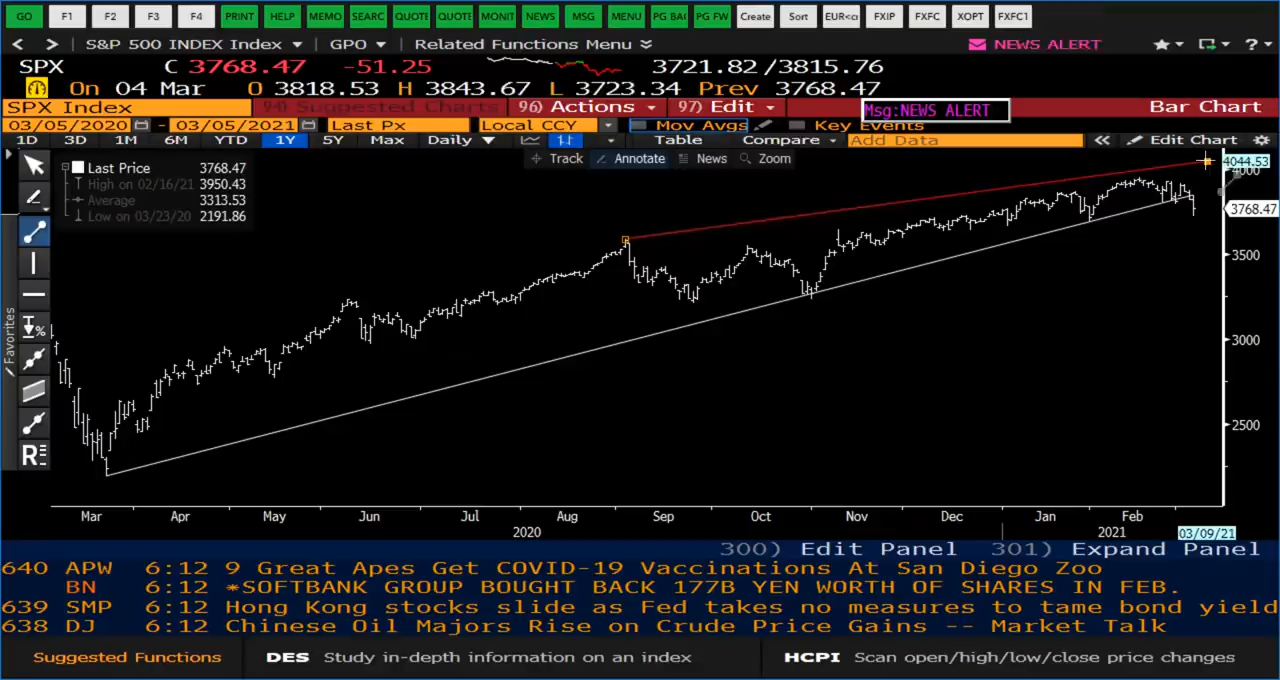 GO F1 F2 F3 F4 PRINT HELP MEMO SEARC QUOTE QUOTE MONIT NEWS MSG MENU PG BAC PG FW Create Sort EUR<cu FXIP FXFC XOPT FXFC1
S&P 500 INDEX Index GPO Related Functions Menu NEWS ALERT ?
SPX C 3768.47 -51.25 3721.82 /3815.76
On 04 Mar O 3818.53 H 3843.67 L 3723.34 Prev 3768.47
SPX Index 94) Suggested Charts 96) Actions 97) Edit Msg:NEWS ALERT Bar Chart
03/05/2020 - 03/05/2021 Last Px Local CCY Mov Avgs Key Events
1D 3D 1M 6M YTD 1Y 5Y Max Daily Table Compare Add Data Edit Chart
Track Annotate News Zoom
Last Price 3768.47
High on 02/16/21 3950.43
Average 3313.53
Low on 03/23/20 2191.86
4044.53
4000
3768.47
3500
3000
2500
%
Favorites
R
Mar Apr May Jun Jul Aug Sep Oct Nov Dec Jan Feb
2020 2021 03/09/21
300) Edit Panel 301) Expand Panel
640 APW 6:12 9 Great Apes Get COVID-19 Vaccinations At San Diego Zoo
BN 6:12 *SOFTBANK GROUP BOUGHT BACK 177B YEN WORTH OF SHARES IN FEB.
639 SMP 6:12 Hong Kong stocks slide as Fed takes no measures to tame bond yield
638 DJ 6:12 Chinese Oil Majors Rise on Crude Price Gains -- Market Talk
Suggested Functions DES Study in-depth information on an index HCPI Scan open/high/low/close price changes